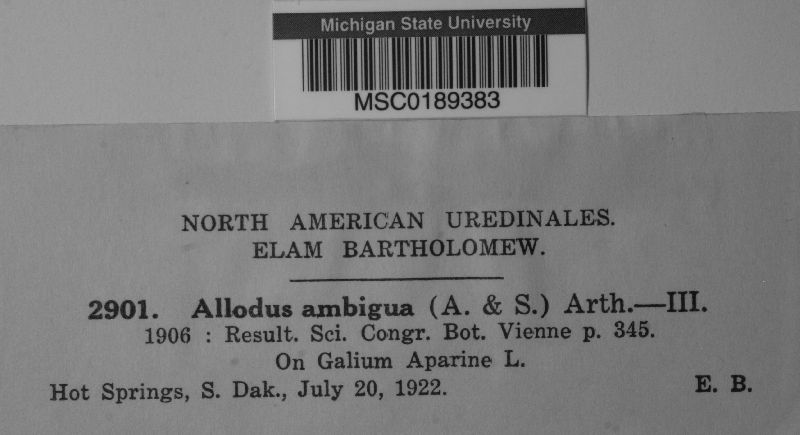 Michigan State University
MSC0189383
NORTH AMERICAN UREDINALES.
ELAM BARTHOLOMEW.
2901. Allodus ambigua (A. & S.) Arth.—III.
1906 : Result. Sci. Congr. Bot. Vienne p. 345.
On Galium Aparine L.
Hot Springs, S. Dak., July 20, 1922. E. B.